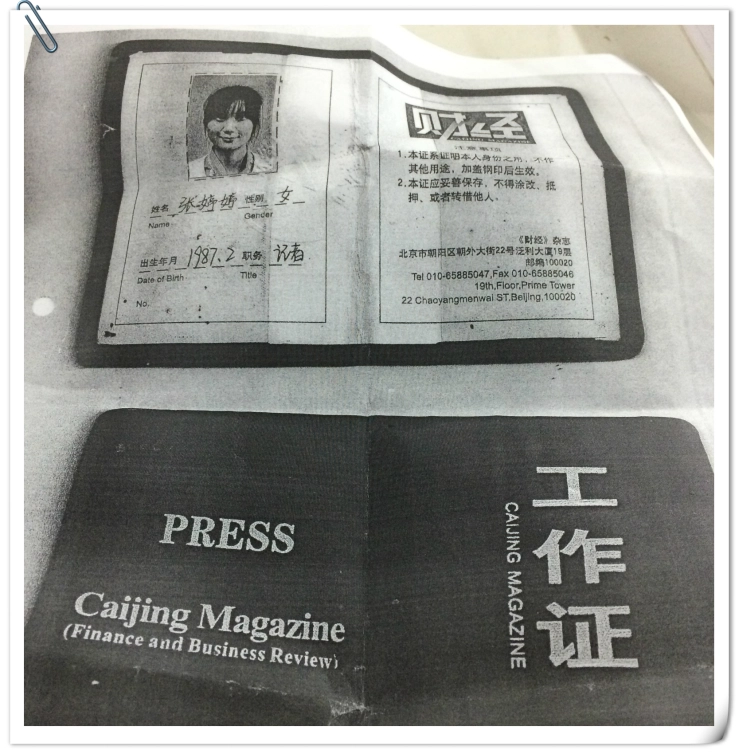 财经
CAIJING MAGAZINE
注意事项
1.本证系证明本人身份之用，不作
其他用途，加盖钢印后生效。
2.本证应妥善保存，不得涂改、抵
押、或者转借他人。
姓名 张婷婷 性别 女
Name Gender
出生年月 1987.2 职务 记者
Date of Birth Title
No.
《财经》杂志
北京市朝阳区朝外大街22号泛利大厦19层
邮编100020
Tel 010-65885047,Fax 010-65885046
19th,Floor,Prime Tower
22 Chaoyangmenwai ST,Beijing,100020
PRESS
Caijing Magazine
(Finance and Business Review)
工作证
CAIJING MAGAZINE